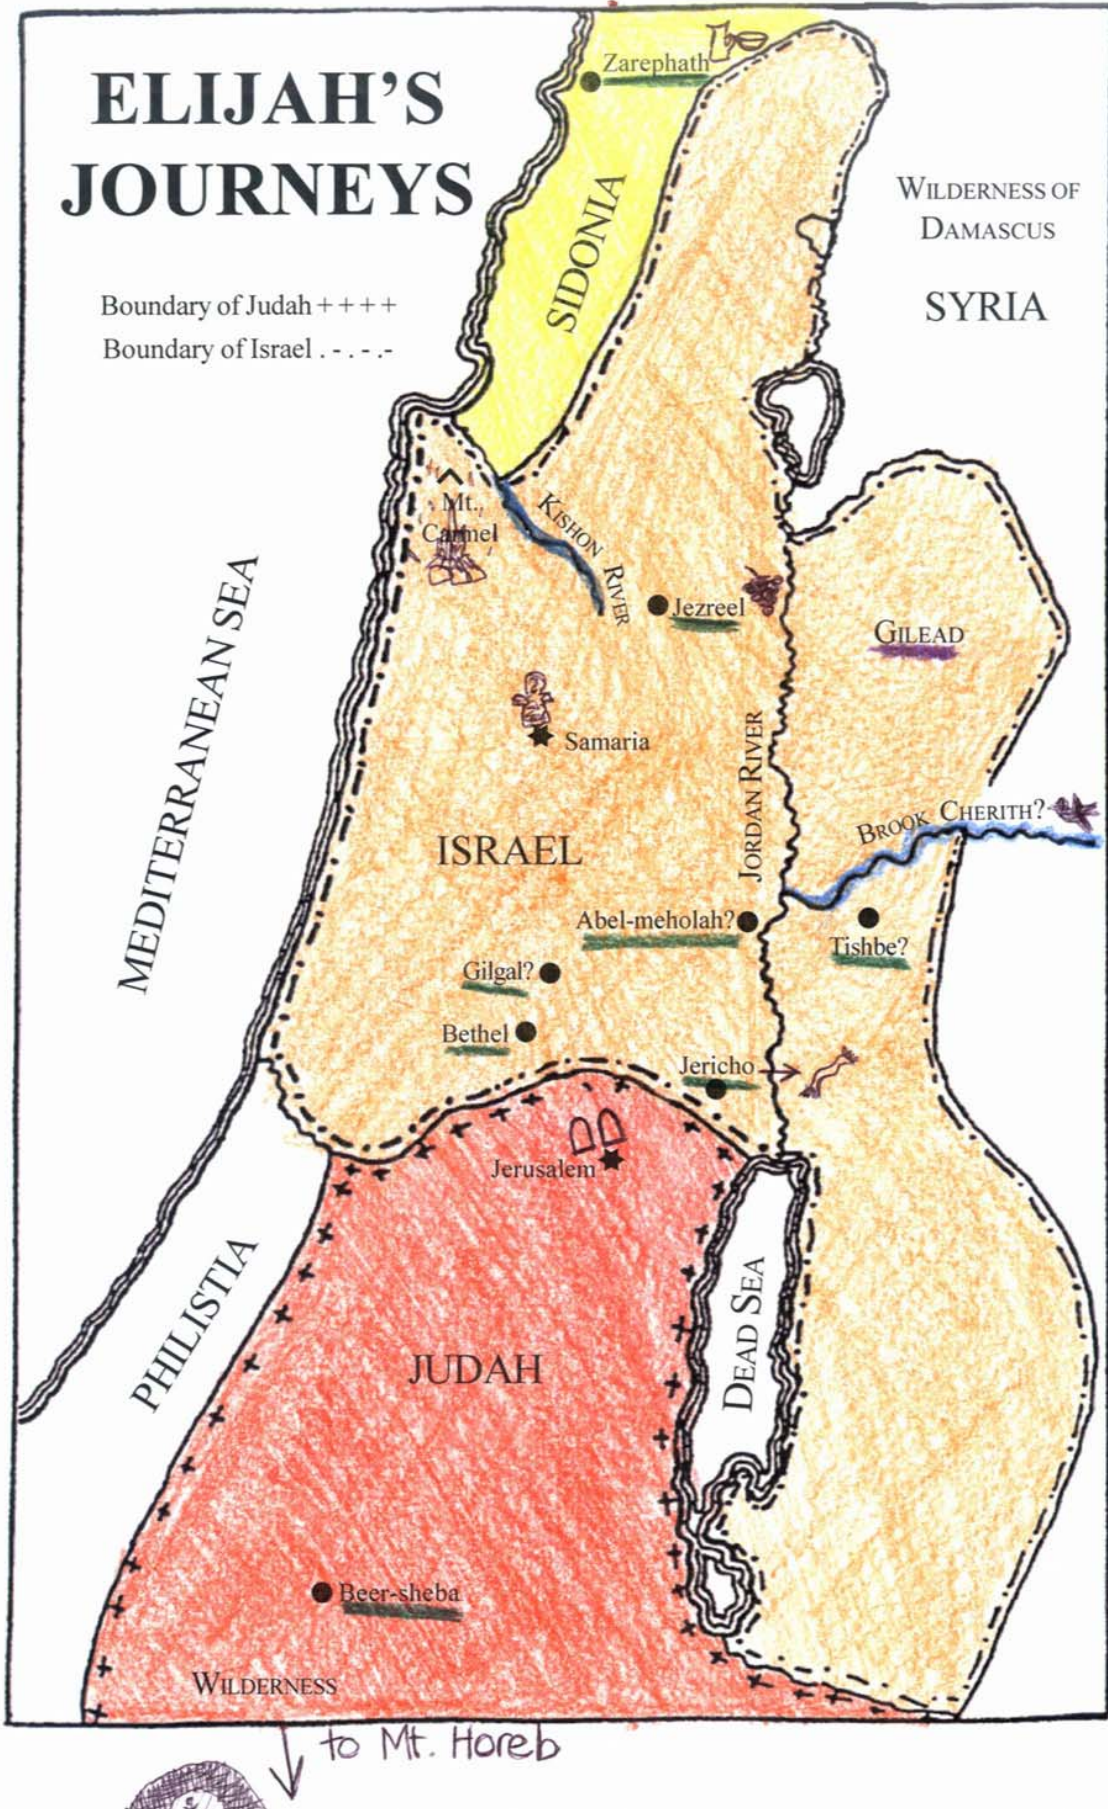 ELIJAH'S
JOURNEYS
Boundary of Judah + + + +
Boundary of Israel . - . - . -
Zarephath
SIDONIA
WILDERNESS OF
DAMASCUS
SYRIA
Mt.
Carmel
KISHON RIVER
Jezreel
GILEAD
MEDITERRANEAN SEA
Samaria
JORDAN RIVER
BROOK CHERITH?
ISRAEL
Abel-meholah?
Tishbe?
Gilgal?
Bethel
Jericho
Jerusalem
PHILISTIA
DEAD SEA
JUDAH
Beer-sheba
WILDERNESS
to Mt. Horeb